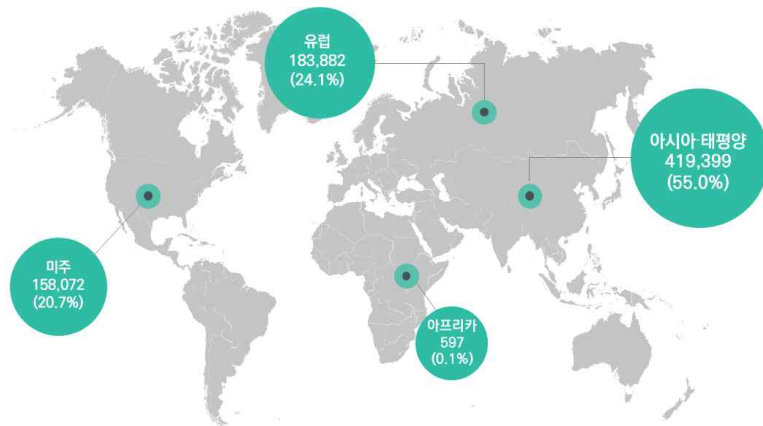 유럽
183,882
(24.1%)
아시아·태평양
419,399
(55.0%)
미주
158,072
(20.7%)
아프리카
597
(0.1%)